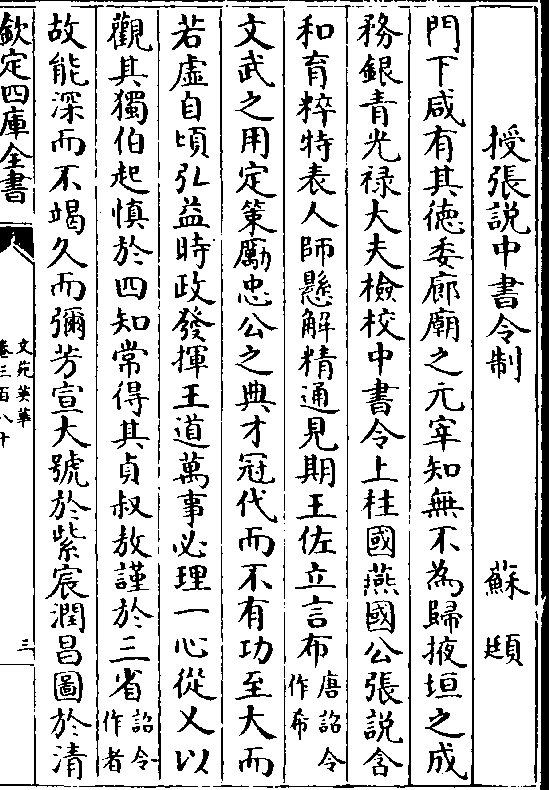 授張說中書令制 蘇頲
門下咸有其徳委廊廟之元宰知無不為歸掖垣之成
務銀青光禄大夫檢校中書令上柱國燕國公張說含
和育粹特表人師懸解精通見期王佐立言布唐詔令作希
文武之用定策勵忠公之典才冠代而不有功至大而
若虛自頃弘益時政發揮王道萬事必理一心從乂以
觀其獨伯起慎於四知常得其貞叔敖謹於三省詔令作者
故能深而不竭久而彌芳宣大號於紫宸潤昌圖於清
欽定四庫全書
文苑英華
卷三百八十
三